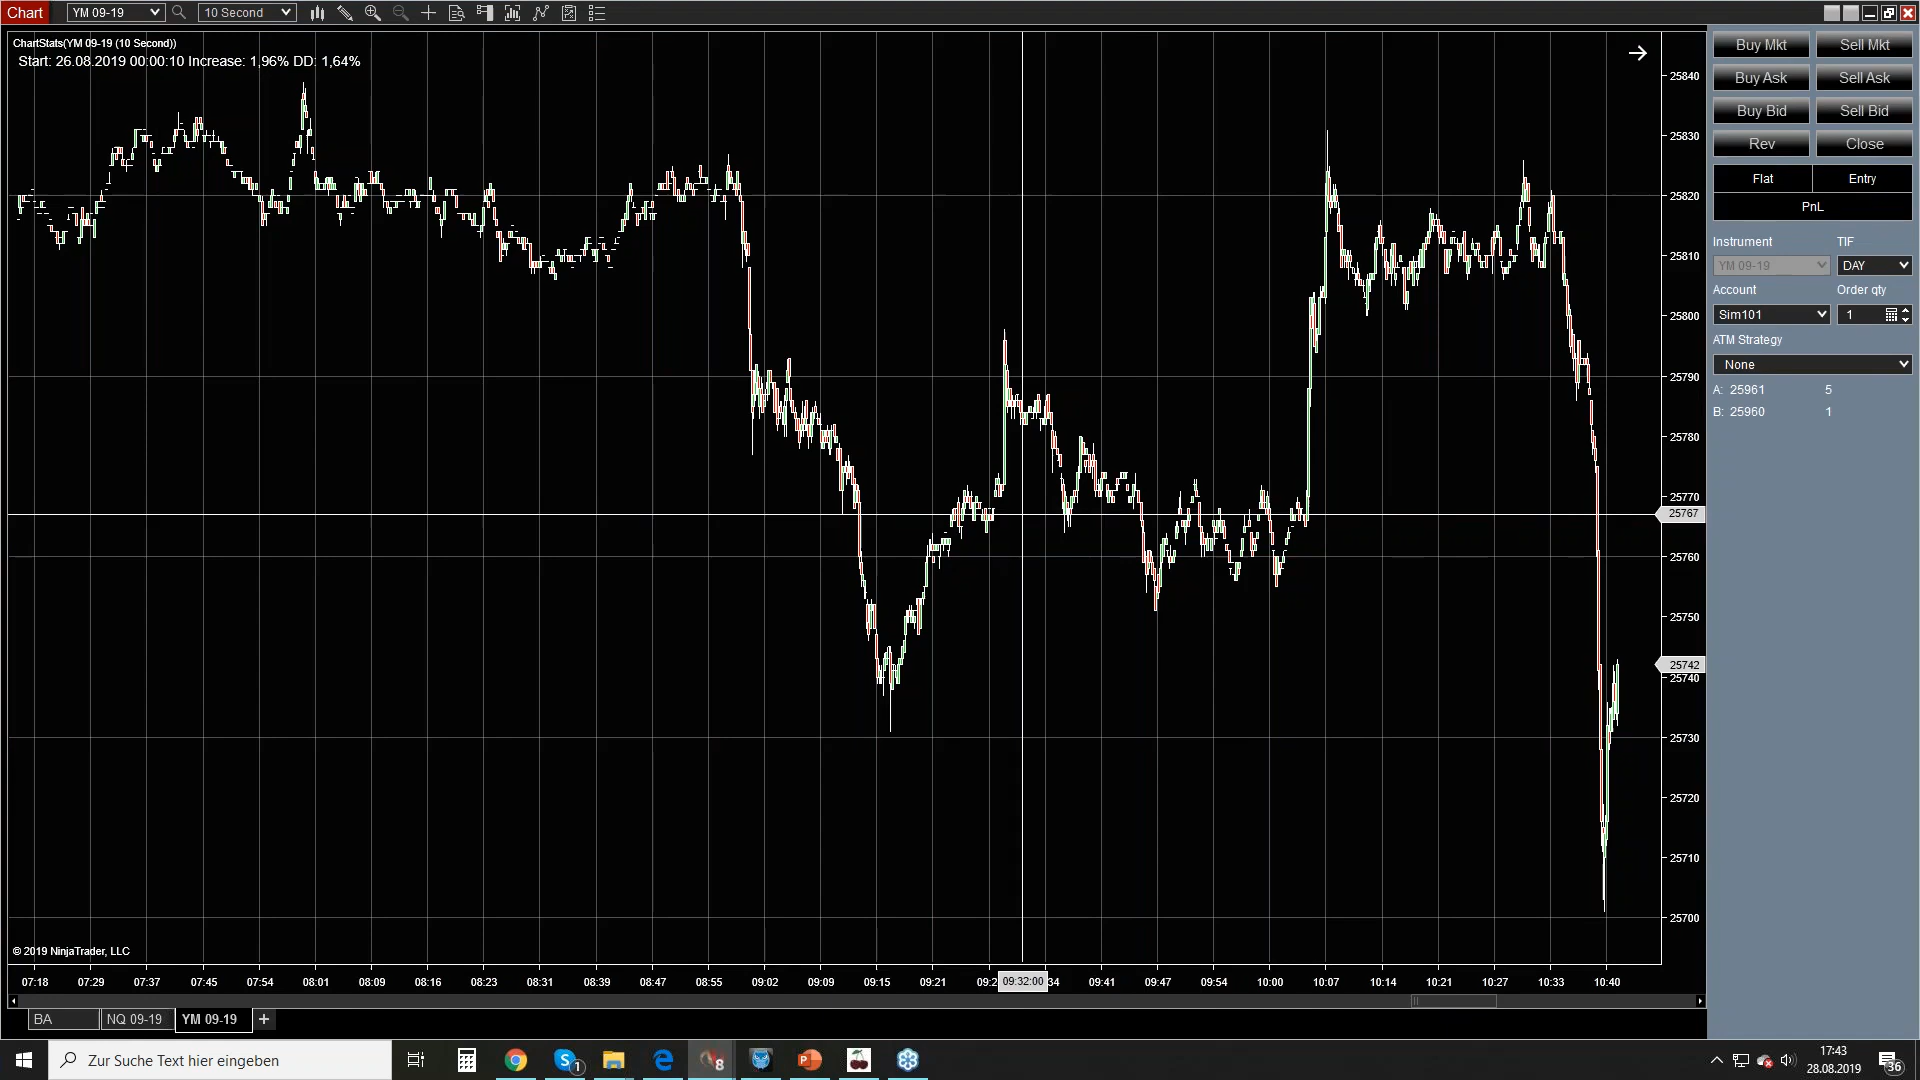 Chart YM 09-19 10 Second
ChartStats(YM 09-19 (10 Second))
Start: 26.08.2019 00:00:10 Increase: 1,96% DD: 1,64%
25840
25830
25820
25810
25800
25790
25780
25770
25767
25760
25750
25742
25740
25730
25720
25710
25700
© 2019 NinjaTrader, LLC
07:18 07:29 07:37 07:45 07:54 08:01 08:09 08:16 08:23 08:31 08:39 08:47 08:55 09:02 09:09 09:15 09:21 09:2 09:32:00 34 09:41 09:47 09:54 10:00 10:07 10:14 10:21 10:27 10:33 10:40
BA NQ 09-19 YM 09-19 +
Buy Mkt Sell Mkt
Buy Ask Sell Ask
Buy Bid Sell Bid
Rev Close
Flat Entry
PnL
Instrument TIF
YM 09-19 DAY
Account Order qty
Sim101 1
ATM Strategy
None
A: 25961 5
B: 25960 1
Zur Suche Text hier eingeben
S 1
8
P
17:43
28.08.2019
36